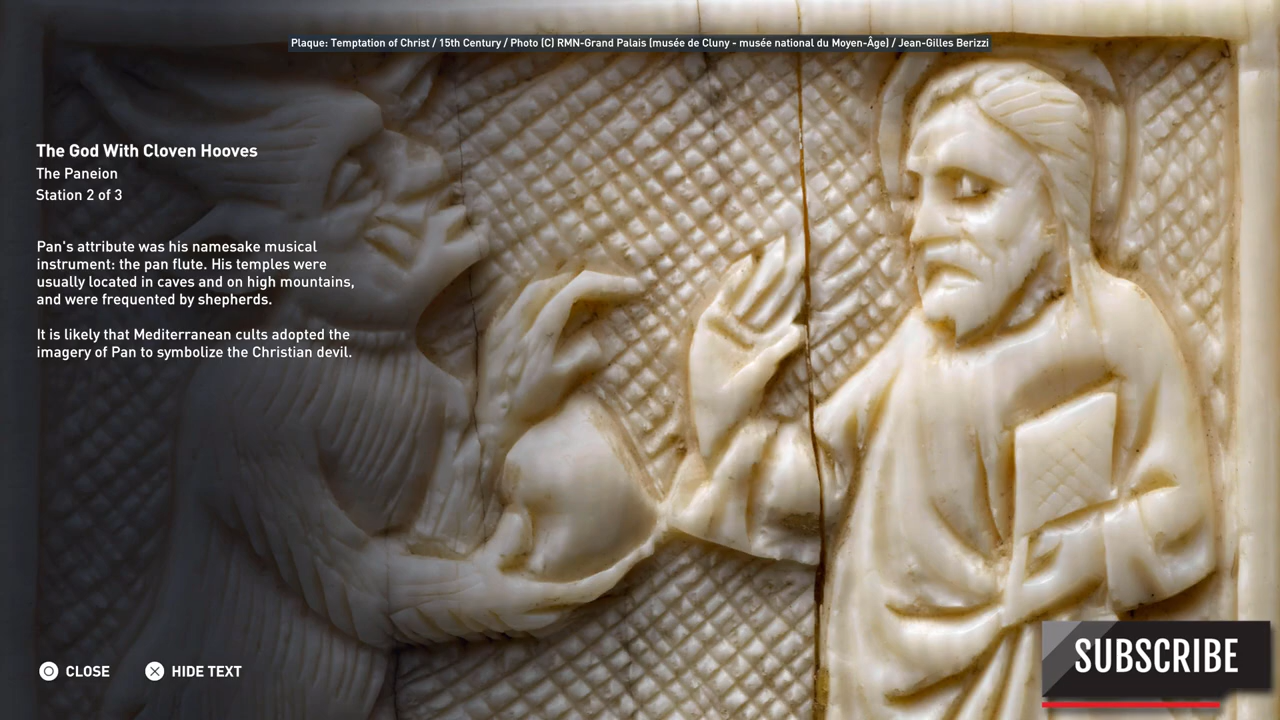 Plaque: Temptation of Christ / 15th Century / Photo (C) RMN-Grand Palais (musée de Cluny - musée national du Moyen-Âge) / Jean-Gilles Berizzi
The God With Cloven Hooves
The Paneion
Station 2 of 3
Pan's attribute was his namesake musical
instrument: the pan flute. His temples were
usually located in caves and on high mountains,
and were frequented by shepherds.
It is likely that Mediterranean cults adopted the
imagery of Pan to symbolize the Christian devil.
CLOSE
HIDE TEXT
SUBSCRIBE